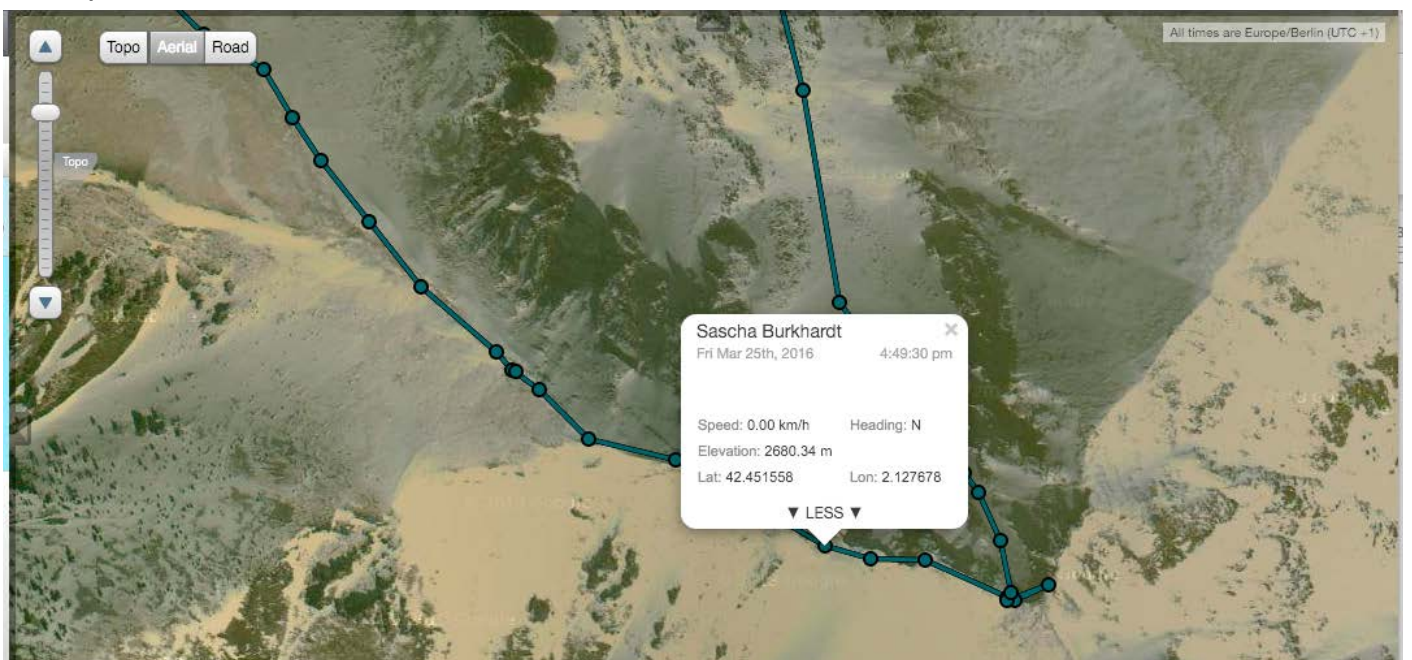 All times are Europe/Berlin (UTC +1)
Topo Aerial Road
Topo
Sascha Burkhardt
Fri Mar 25th, 2016 4:49:30 pm
Speed: 0.00 km/h Heading: N
Elevation: 2680.34 m
Lat: 42.451558 Lon: 2.127678
▼ LESS ▼